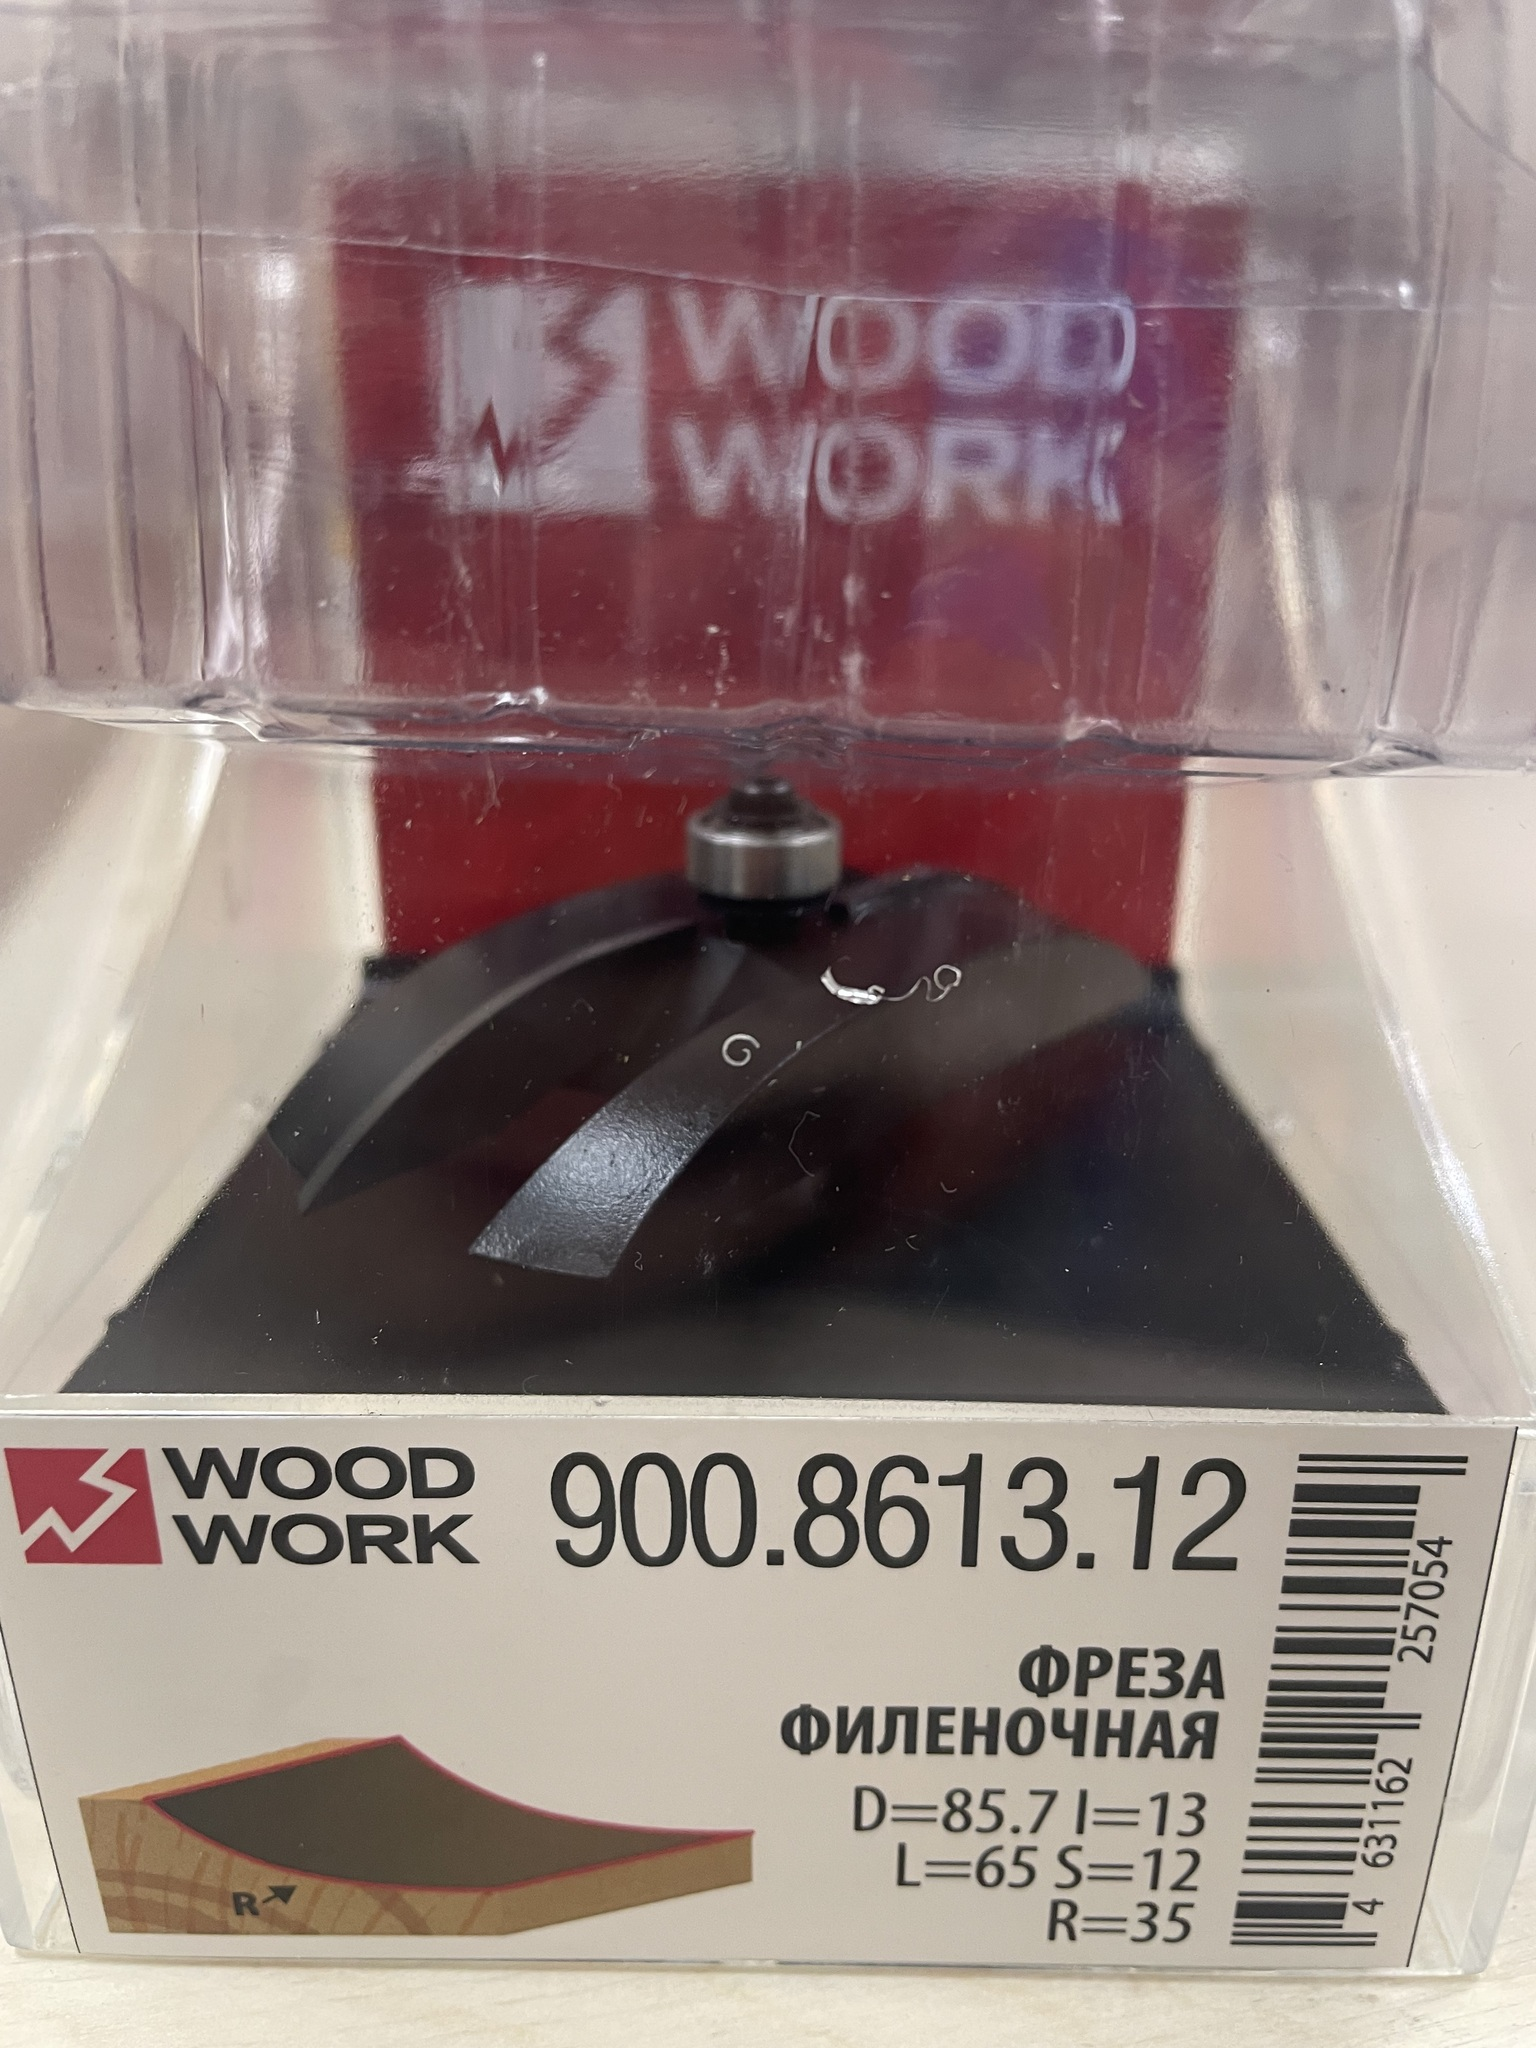 WOOD
WORK
WOOD
WORK
900.8613.12
ФРЕЗА
ФИЛЕНОЧНАЯ
D=85.7 I=13
L=65 S=12
R=35
R
4 631162 257054